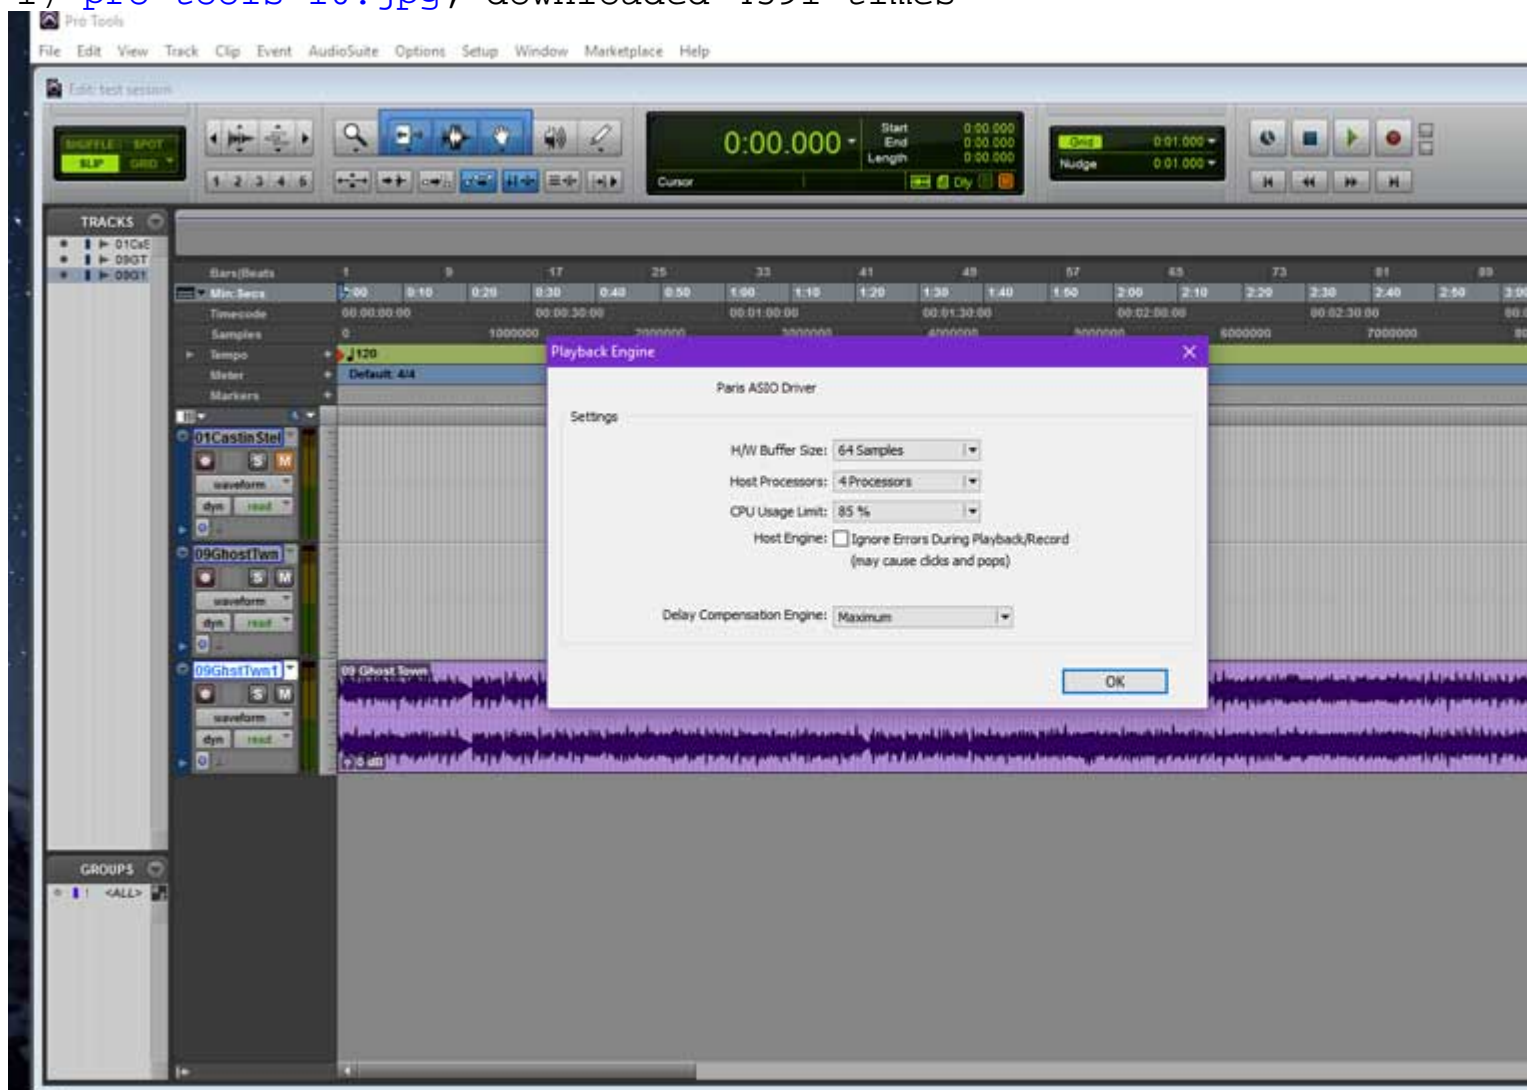 Pro Tools
File Edit View Track Clip Event AudioSuite Options Setup Window Marketplace Help
Edit: test session
SHUFFLE SPOT
SLIP GRID
1 2 3 4 5
0:00.000
Start 0:00.000
End 0:00.000
Length 0:00.000
Cursor
Dly
Grid 0:01.000
Nudge 0:01.000
TRACKS
01CsS
09GT
09G1
Bars|Beats 1 9 17 25 33 41 49 57 65 73 81 89
Min:Secs 0:00 0:10 0:20 0:30 0:40 0:50 1:00 1:10 1:20 1:30 1:40 1:50 2:00 2:10 2:20 2:30 2:40 2:50
Timecode 00:00:00:00 00:00:30:00 00:01:00:00 00:01:30:00 00:02:00:00 00:02:30:00
Samples 0 1000000 2000000 3000000 4000000 5000000 6000000 7000000
Tempo 120
Meter Default: 4/4
Markers
Playback Engine
Paris ASIO Driver
Settings
H/W Buffer Size: 64 Samples
Host Processors: 4 Processors
CPU Usage Limit: 85 %
Host Engine: Ignore Errors During Playback/Record
(may cause clicks and pops)
Delay Compensation Engine: Maximum
OK
01CastinStel
S M
waveform
dyn read
09GhostTwn
S M
waveform
dyn read
09GhstTwn1
S M
waveform
dyn read
09 Ghost Town
0 dB
GROUPS
! <ALL>